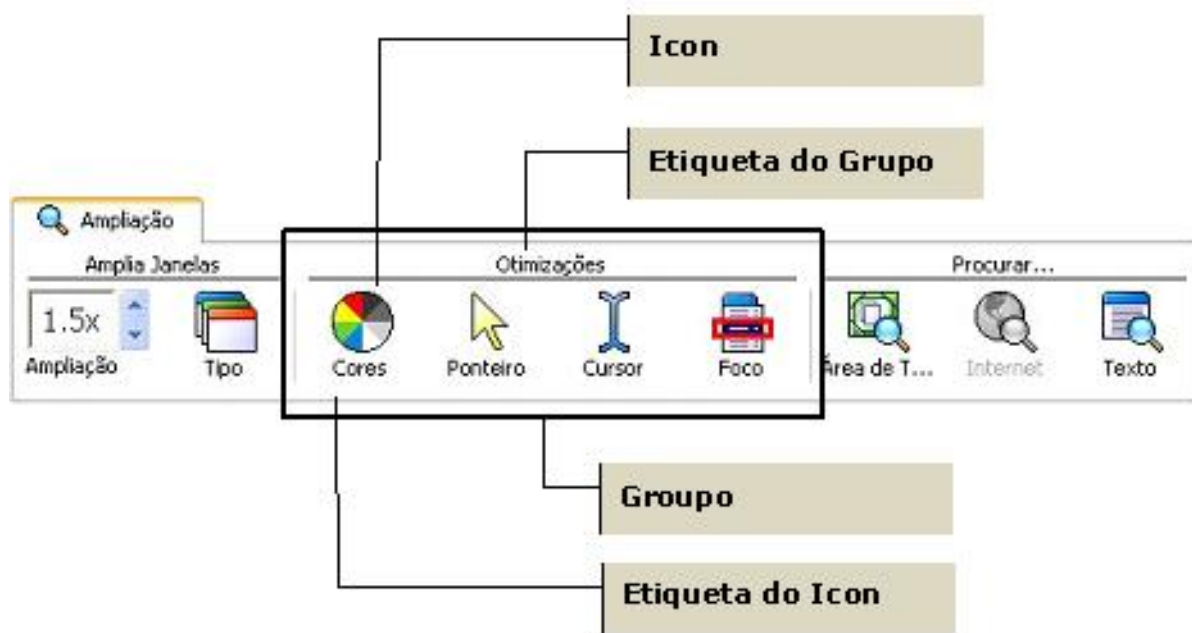 Icon
Etiqueta do Grupo
Ampliação
Amplia Janelas
Otimizações
Procurar...
1.5x
Ampliação
Tipo
Cores
Ponteiro
Cursor
Foco
Área de T...
Internet
Texto
Groupo
Etiqueta do Icon